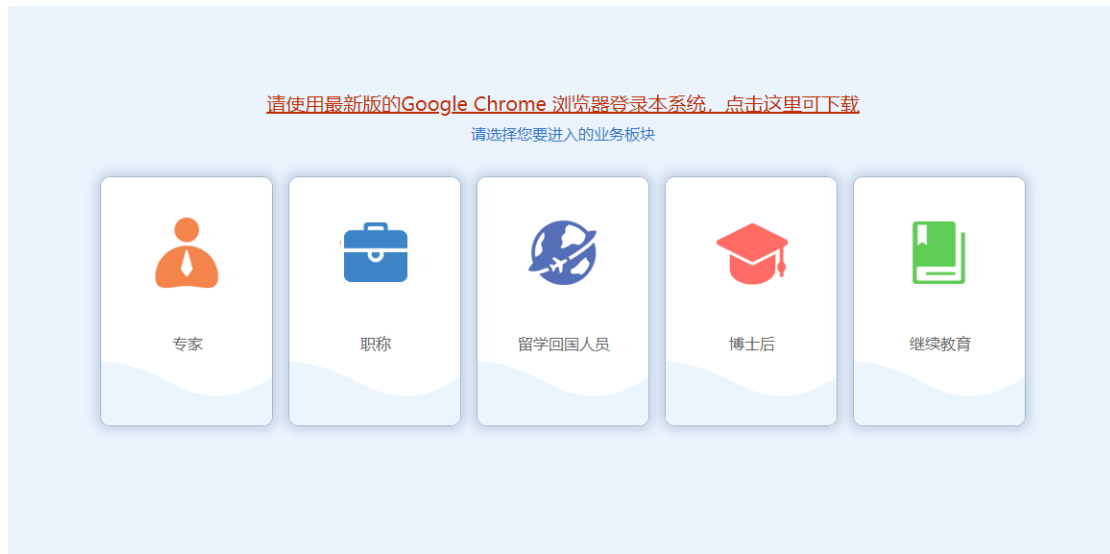 请使用最新版的Google Chrome 浏览器登录本系统，点击这里可下载
请选择您要进入的业务板块
专家
职称
留学回国人员
博士后
继续教育